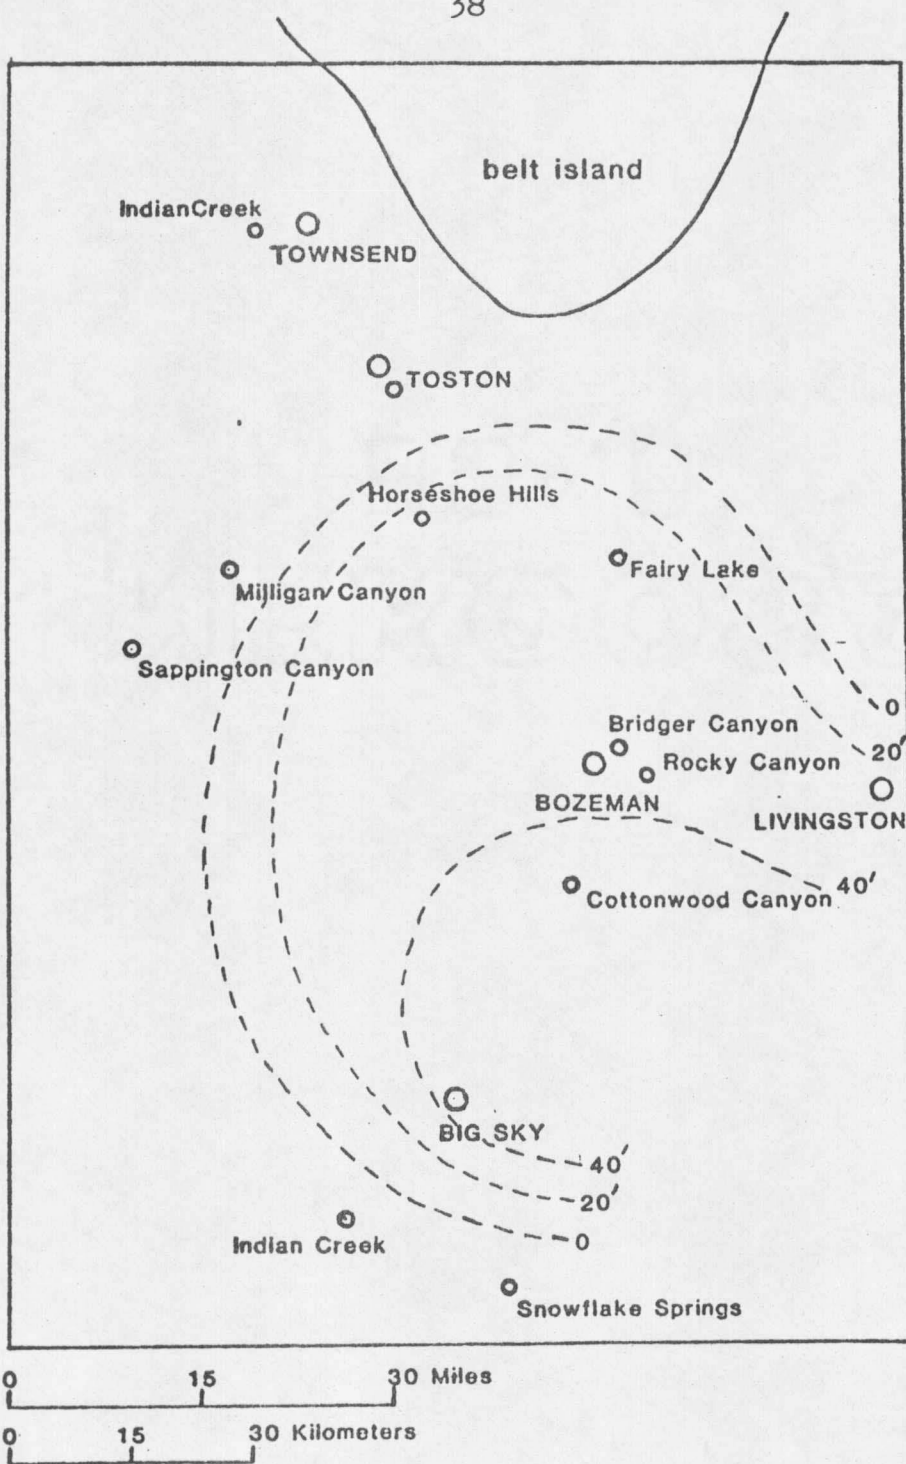 38
belt island
IndianCreek
TOWNSEND
TOSTON
Horseshoe Hills
Fairy Lake
Milligan Canyon
Sappington Canyon
0
Bridger Canyon
20'
Rocky Canyon
BOZEMAN
LIVINGSTON
40'
Cottonwood Canyon
BIG SKY
40'
20'
0
Indian Creek
Snowflake Springs
0 15 30 Miles
0 15 30 Kilometers